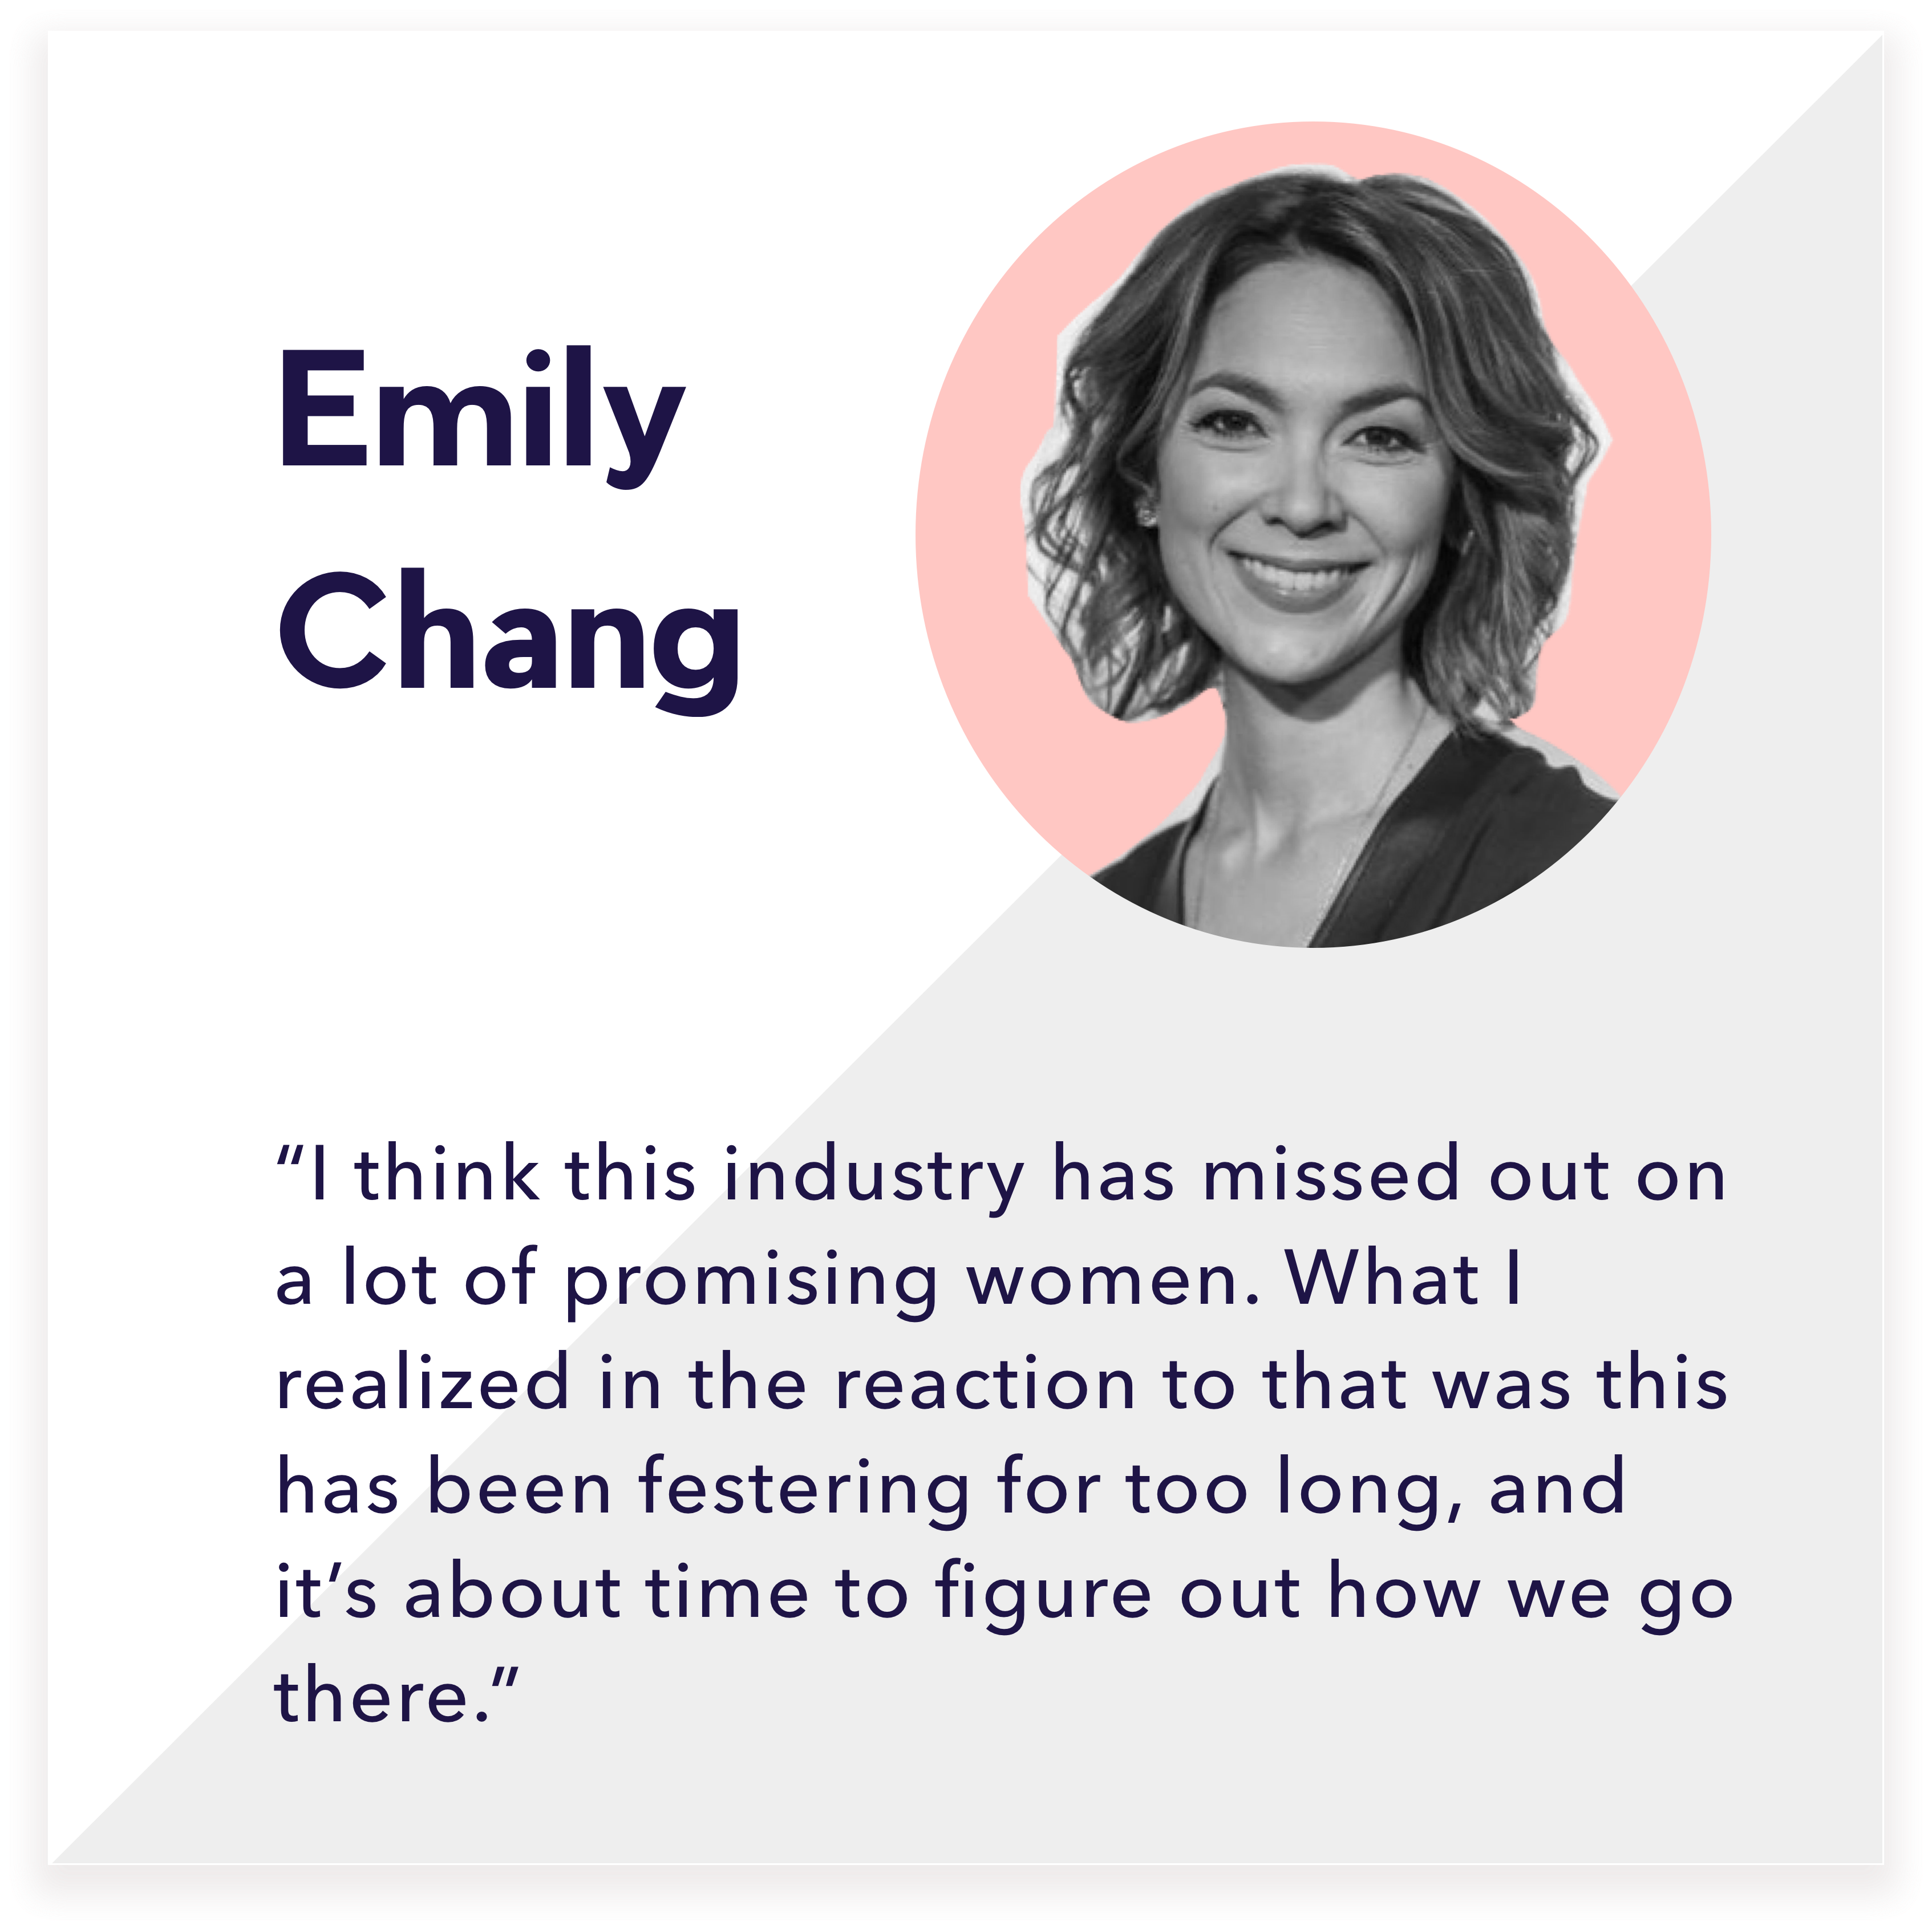 Emily
Chang
“I think this industry has missed out on
a lot of promising women. What I
realized in the reaction to that was this
has been festering for too long, and
it’s about time to figure out how we go
there.”